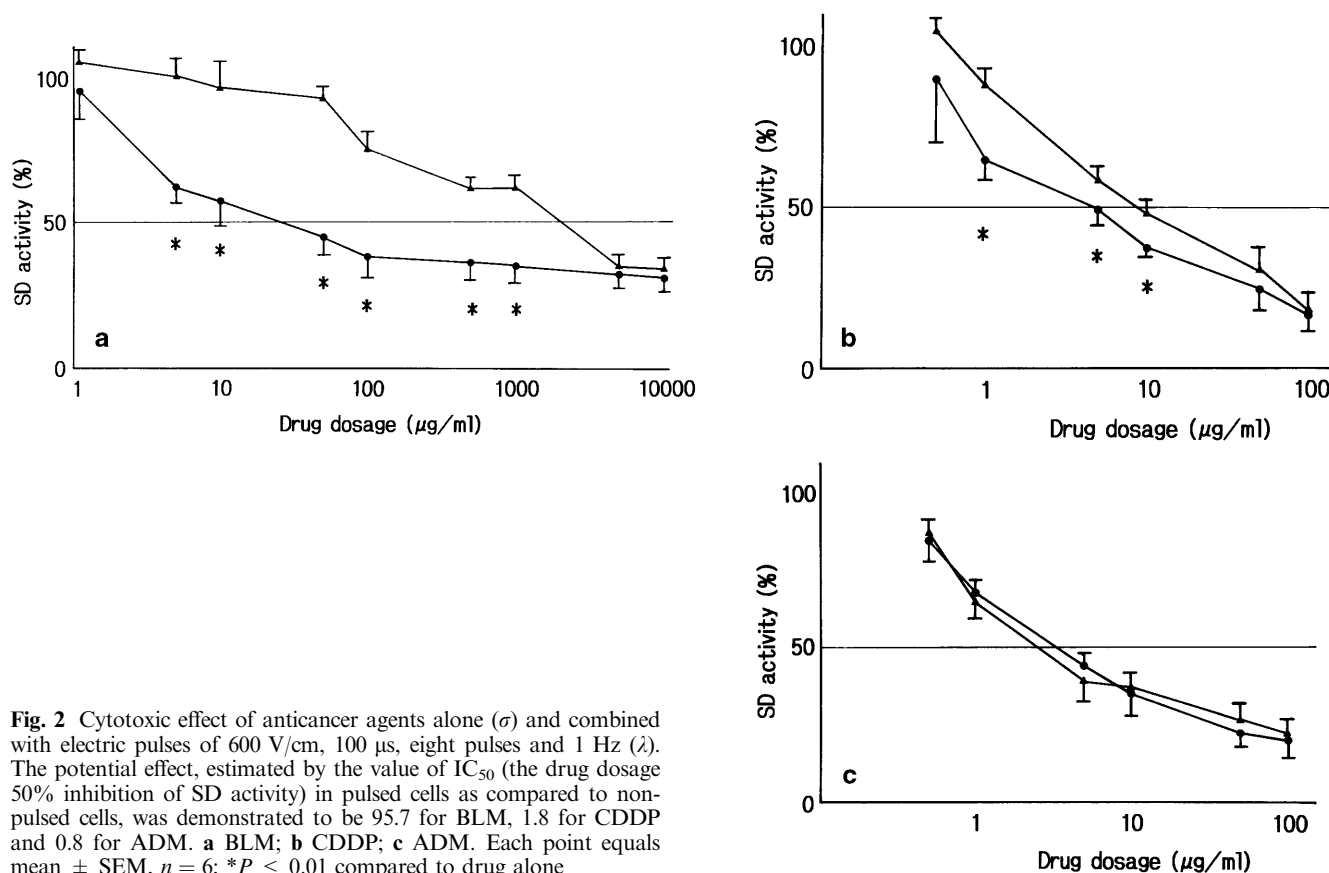 100
50
0
SD activity (%)
*
*
*
*
*
*
a
1
10
100
1000
10000
Drug dosage (µg/ml)
100
50
0
SD activity (%)
*
*
*
b
1
10
100
Drug dosage (µg/ml)
100
50
0
SD activity (%)
c
1
10
100
Drug dosage (µg/ml)
Fig. 2 Cytotoxic effect of anticancer agents alone (σ) and combined
with electric pulses of 600 V/cm, 100 µs, eight pulses and 1 Hz (λ).
The potential effect, estimated by the value of IC₅₀ (the drug dosage
50% inhibition of SD activity) in pulsed cells as compared to non-
pulsed cells, was demonstrated to be 95.7 for BLM, 1.8 for CDDP
and 0.8 for ADM. a BLM; b CDDP; c ADM. Each point equals
mean ± SEM, n = 6; *P < 0.01 compared to drug alone